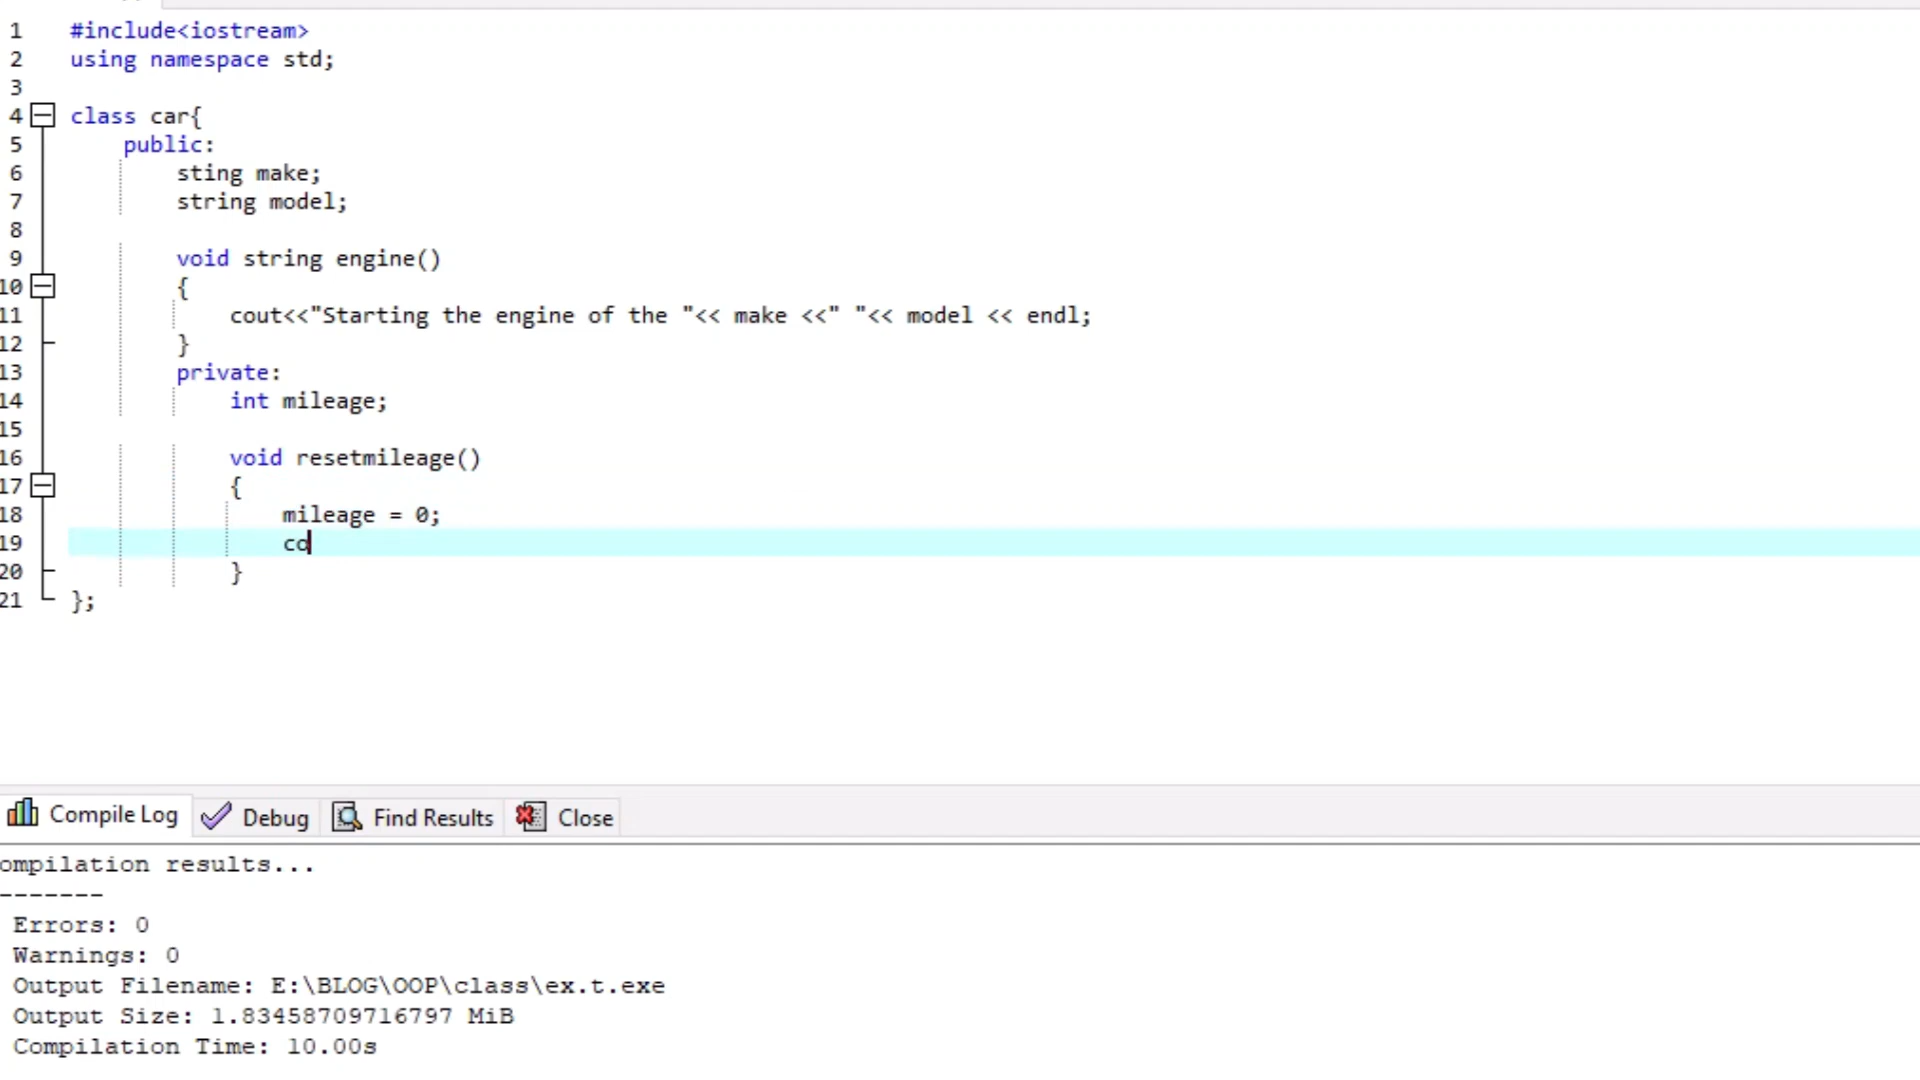 1 #include<iostream>
2 using namespace std;
3
4 class car{
5 public:
6 sting make;
7 string model;
8
9 void string engine()
10 {
11 cout<<"Starting the engine of the "<< make <<" "<< model << endl;
12 }
13 private:
14 int mileage;
15
16 void resetmileage()
17 {
18 mileage = 0;
19 co
20 }
21 };
Compile Log Debug Find Results Close
ompilation results...
-------
Errors: 0
Warnings: 0
Output Filename: E:\BLOG\OOP\class\ex.t.exe
Output Size: 1.83458709716797 MiB
Compilation Time: 10.00s